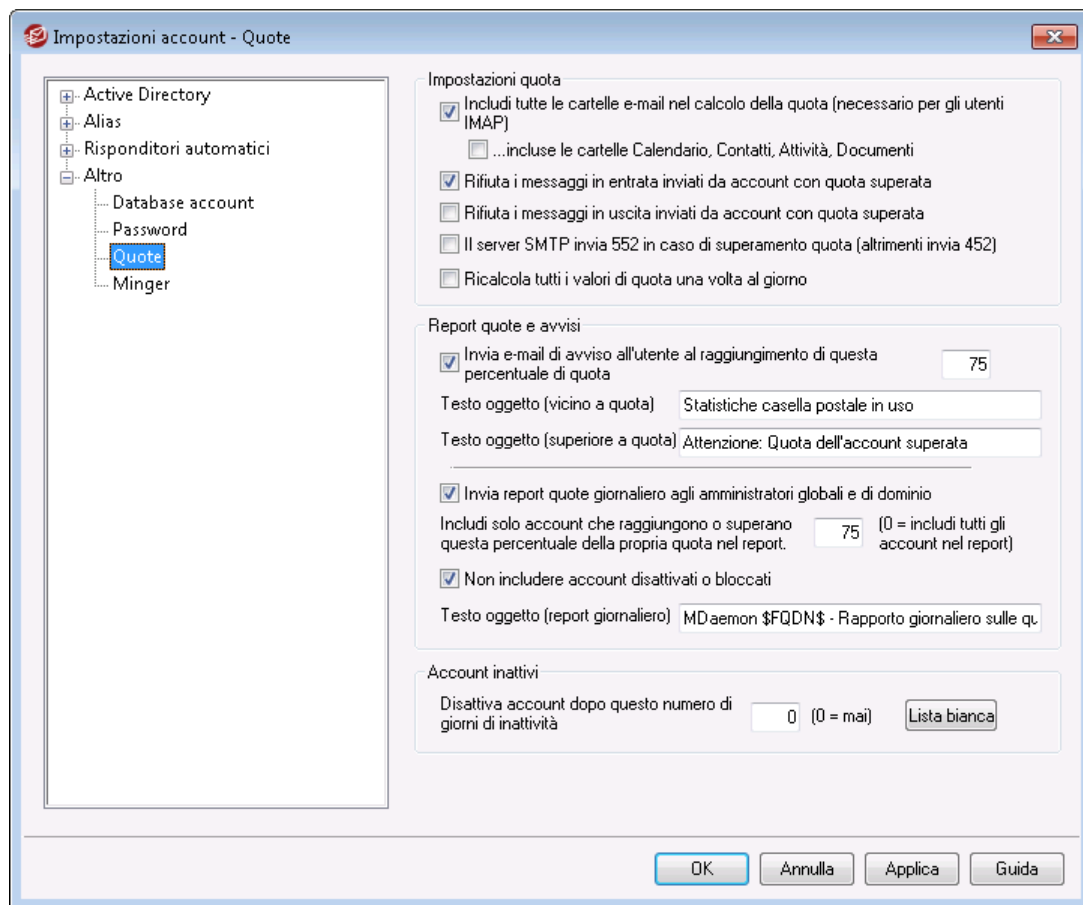 Impostazioni account - Quote
Active Directory
Alias
Risponditori automatici
Altro
Database account
Password
Quote
Minger
Impostazioni quota
Includi tutte le cartelle e-mail nel calcolo della quota (necessario per gli utenti
IMAP)
...incluse le cartelle Calendario, Contatti, Attività, Documenti
Rifiuta i messaggi in entrata inviati da account con quota superata
Rifiuta i messaggi in uscita inviati da account con quota superata
Il server SMTP invia 552 in caso di superamento quota (altrimenti invia 452)
Ricalcola tutti i valori di quota una volta al giorno
Report quote e avvisi
Invia e-mail di avviso all'utente al raggiungimento di questa
percentuale di quota
75
Testo oggetto (vicino a quota)
Statistiche casella postale in uso
Testo oggetto (superiore a quota)
Attenzione: Quota dell'account superata
Invia report quote giornaliero agli amministratori globali e di dominio
Includi solo account che raggiungono o superano
questa percentuale della propria quota nel report.
75
(0 = includi tutti gli
account nel report)
Non includere account disattivati o bloccati
Testo oggetto (report giornaliero)
MDaemon $FQDN$ - Rapporto giornaliero sulle qu
Account inattivi
Disattiva account dopo questo numero di
giorni di inattività
0
(0 = mai)
Lista bianca
OK
Annulla
Applica
Guida